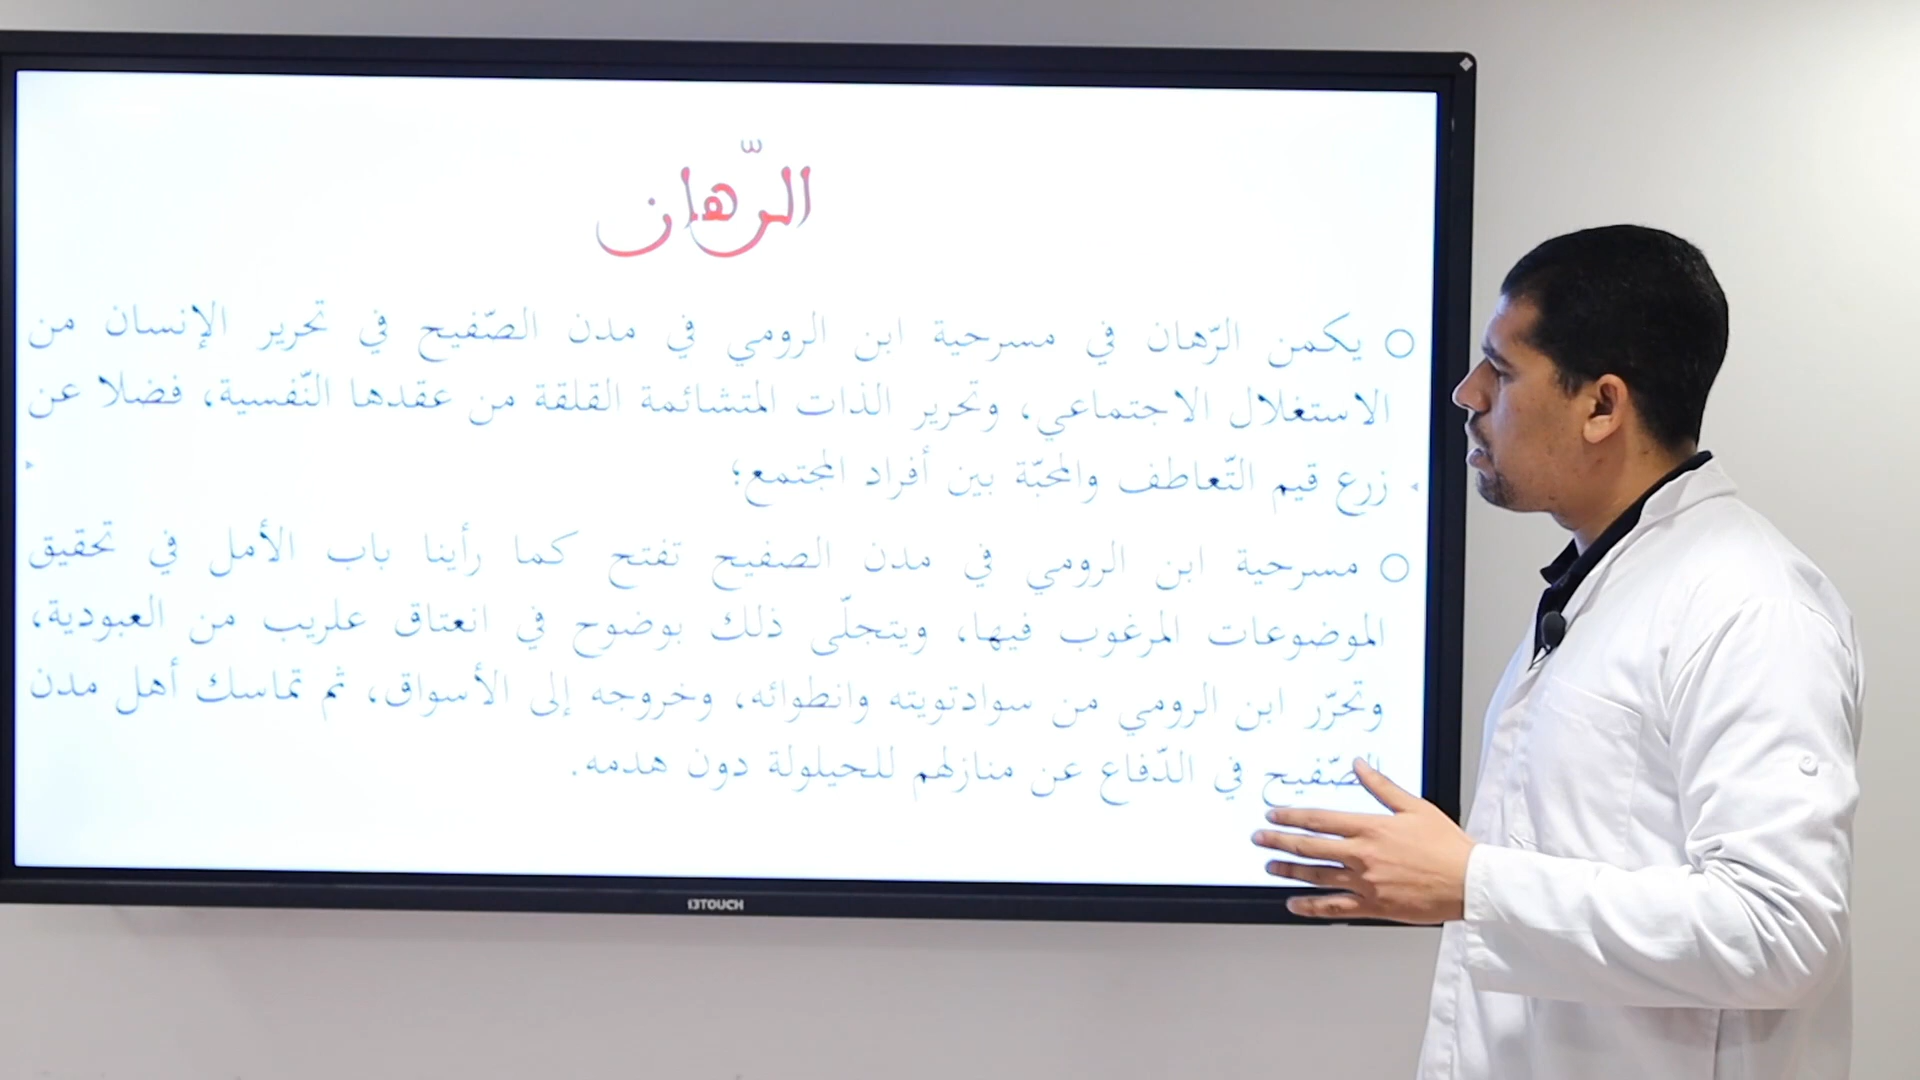 الرّهان
يكمن الرّهان في مسرحية ابن الرومي في مدن الصّفيح في تحرير الإنسان من
الاستغلال الاجتماعي، وتحرير الذات المتشائمة القلقة من عقدها النّفسية، فضلا عن
زرع قيم التّعاطف والمحبّة بين أفراد المجتمع؛
مسرحية ابن الرومي في مدن الصفيح تفتح كما رأينا باب الأمل في تحقيق
الموضوعات المرغوب فيها، ويتجلّى ذلك بوضوح في انعتاق علريب من العبودية،
وتحرّر ابن الرومي من سوادتويته وانطوائه، وخروجه إلى الأسواق، ثم تماسك أهل مدن
الصّفيح في الدّفاع عن منازلهم للحيلولة دون هدمه.
i3TOUCH